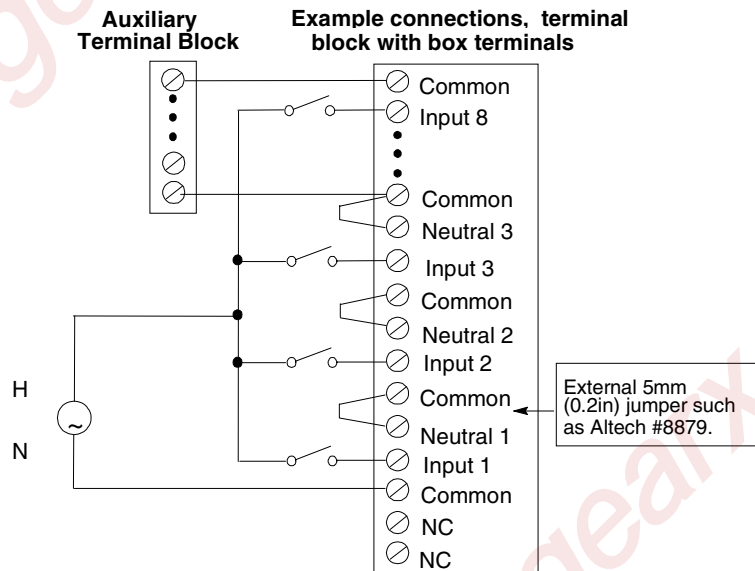 Auxiliary
Terminal Block
Example connections, terminal
block with box terminals
Common
Input 8
Common
Neutral 3
Input 3
Common
Neutral 2
Input 2
Common
Neutral 1
Input 1
Common
NC
NC
H
~
N
External 5mm
(0.2in) jumper such
as Altech #8879.
gearx